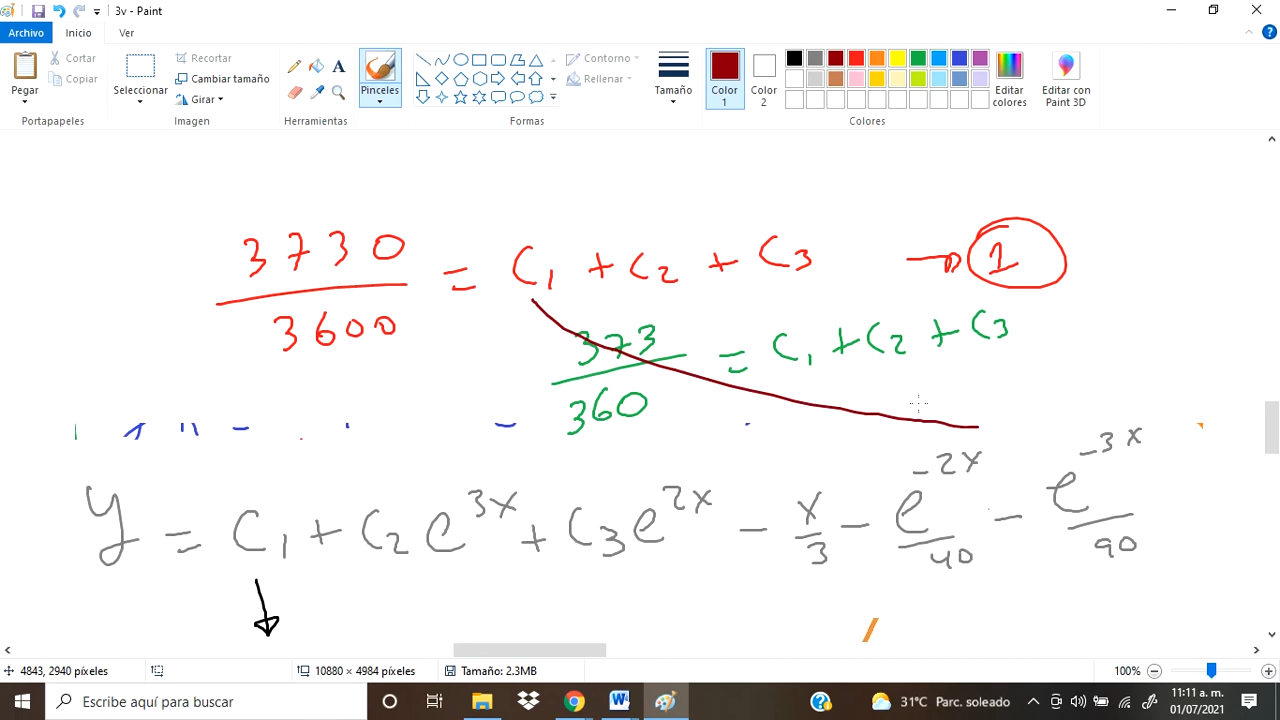 3v - Paint
Archivo Inicio Ver
Pegar Cortar Copiar Seleccionar Recortar Cambiar tamaño Girar A Pinceles Contorno Rellenar Tamaño Color 1 Color 2 Editar colores Editar con Paint 3D
Portapapeles Imagen Herramientas Formas Colores
3730/3600 = C1 + C2 + C3 → 1
373/360 = C1 + C2 + C3
y = C1 + C2 e^3x + C3 e^2x - x/3 - e^-2x/40 - e^-3x/90
4843, 2940 píxeles 10880 × 4984 píxeles Tamaño: 2.3MB 100%
Escribe aquí para buscar 31°C Parc. soleado 11:11 a. m.
01/07/2021